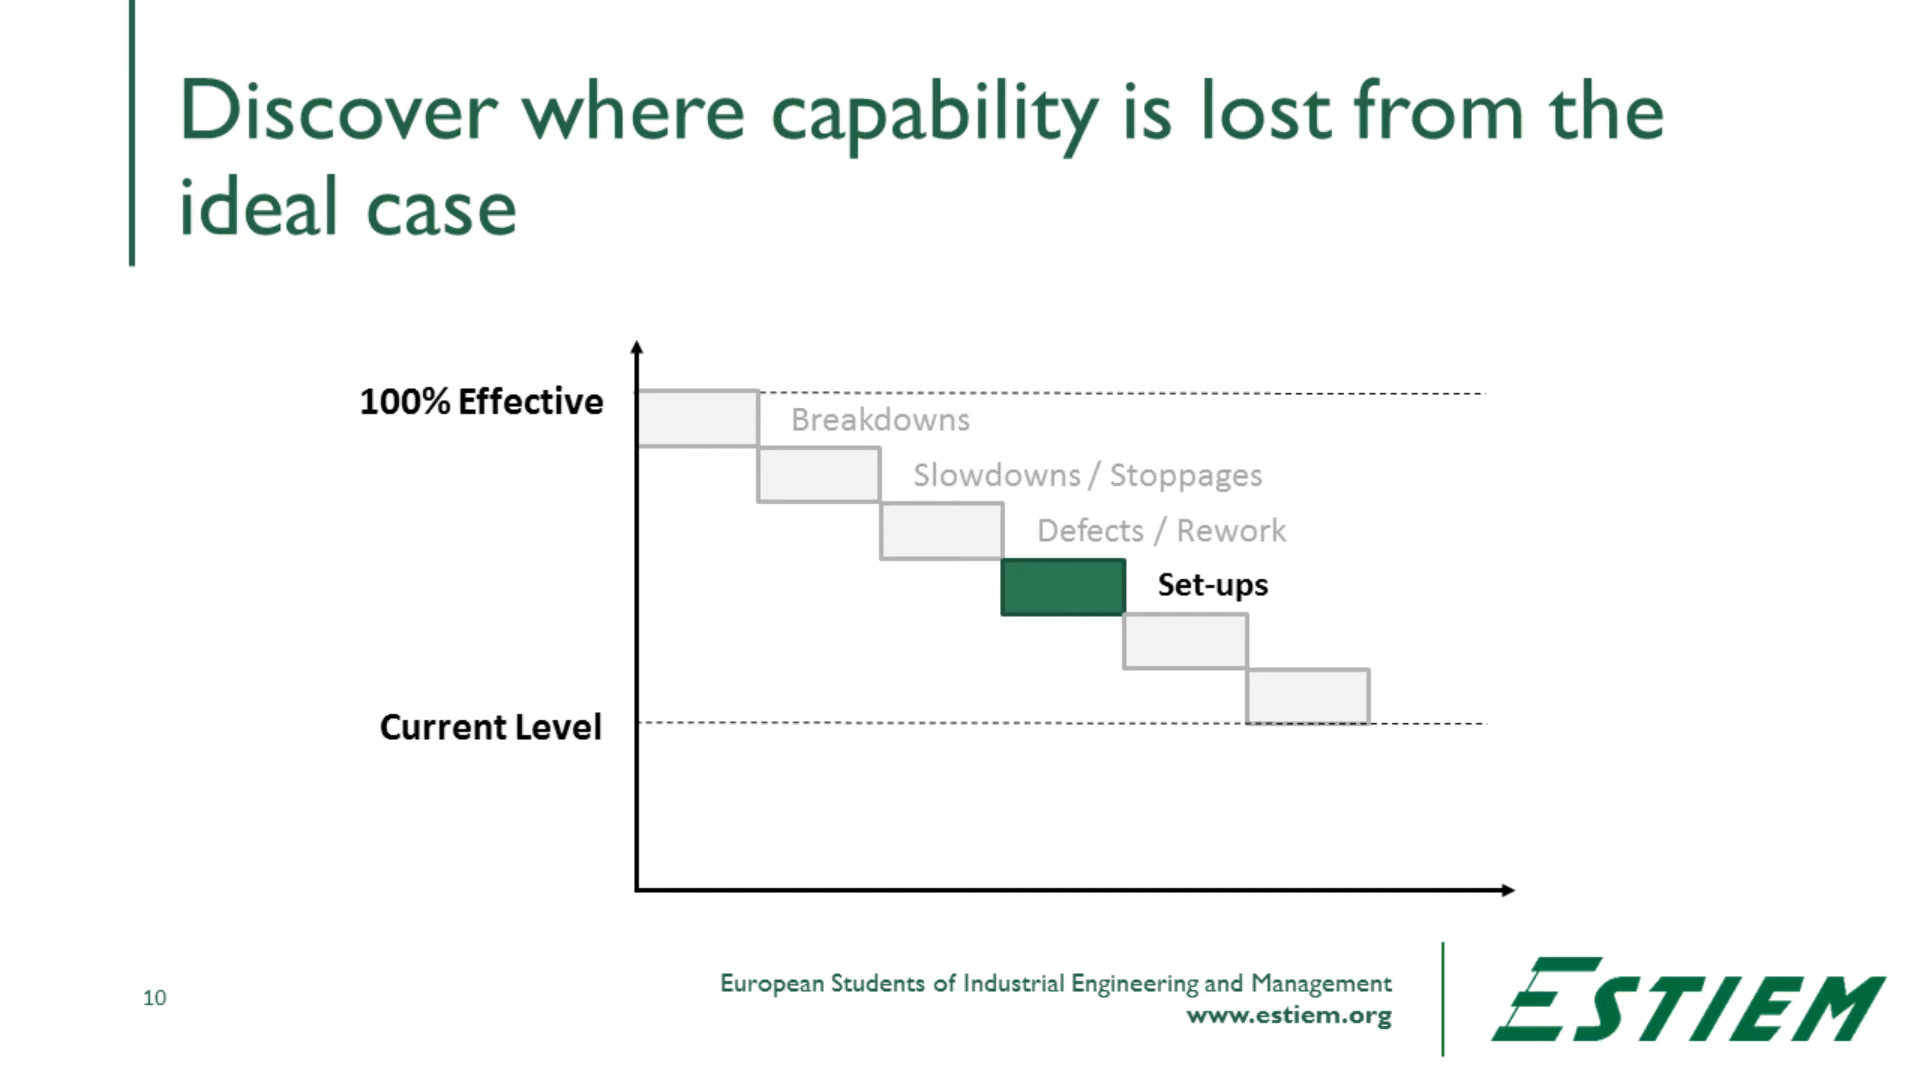 Discover where capability is lost from the
ideal case
100% Effective
Breakdowns
Slowdowns / Stoppages
Defects / Rework
Set-ups
Current Level
10
European Students of Industrial Engineering and Management
www.estiem.org
ESTIEM